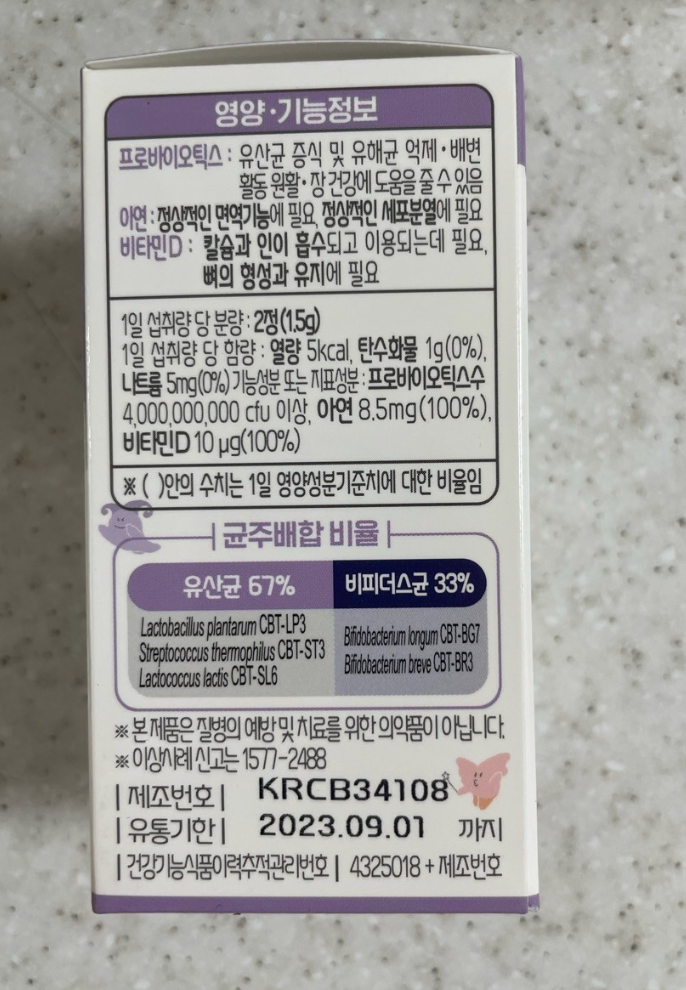 영양·기능정보
프로바이오틱스 : 유산균 증식 및 유해균 억제·배변
활동 원활·장 건강에 도움을 줄 수 있음
아연 : 정상적인 면역기능에 필요, 정상적인 세포분열에 필요
비타민D : 칼슘과 인이 흡수되고 이용되는데 필요,
뼈의 형성과 유지에 필요
1일 섭취량 당 분량 : 2정(1.5g)
1일 섭취량 당 함량 : 열량 5kcal, 탄수화물 1g(0%),
나트륨 5mg(0%) 기능성분 또는 지표성분 : 프로바이오틱스수
4,000,000,000 cfu 이상, 아연 8.5mg(100%),
비타민D 10 µg(100%)
※ ( )안의 수치는 1일 영양성분기준치에 대한 비율임
균주배합 비율
유산균 67% 비피더스균 33%
Lactobacillus plantarum CBT-LP3
Streptococcus thermophilus CBT-ST3
Lactococcus lactis CBT-SL6
Bifidobacterium longum CBT-BG7
Bifidobacterium breve CBT-BR3
※ 본 제품은 질병의 예방 및 치료를 위한 의약품이 아닙니다.
※ 이상사례 신고는 1577-2488
| 제조번호 | KRCB34108
| 유통기한 | 2023.09.01 까지
| 건강기능식품이력추적관리번호 | 4325018 + 제조번호